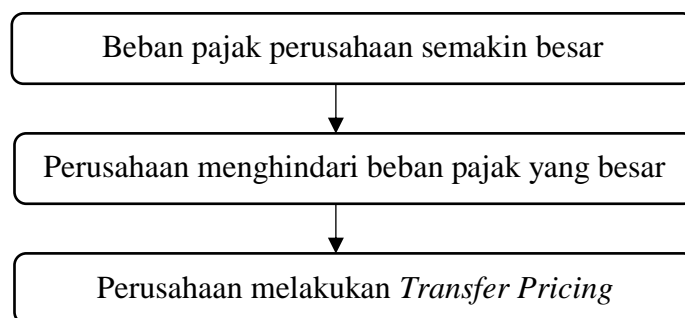 Beban pajak perusahaan semakin besar
Perusahaan menghindari beban pajak yang besar
Perusahaan melakukan Transfer Pricing